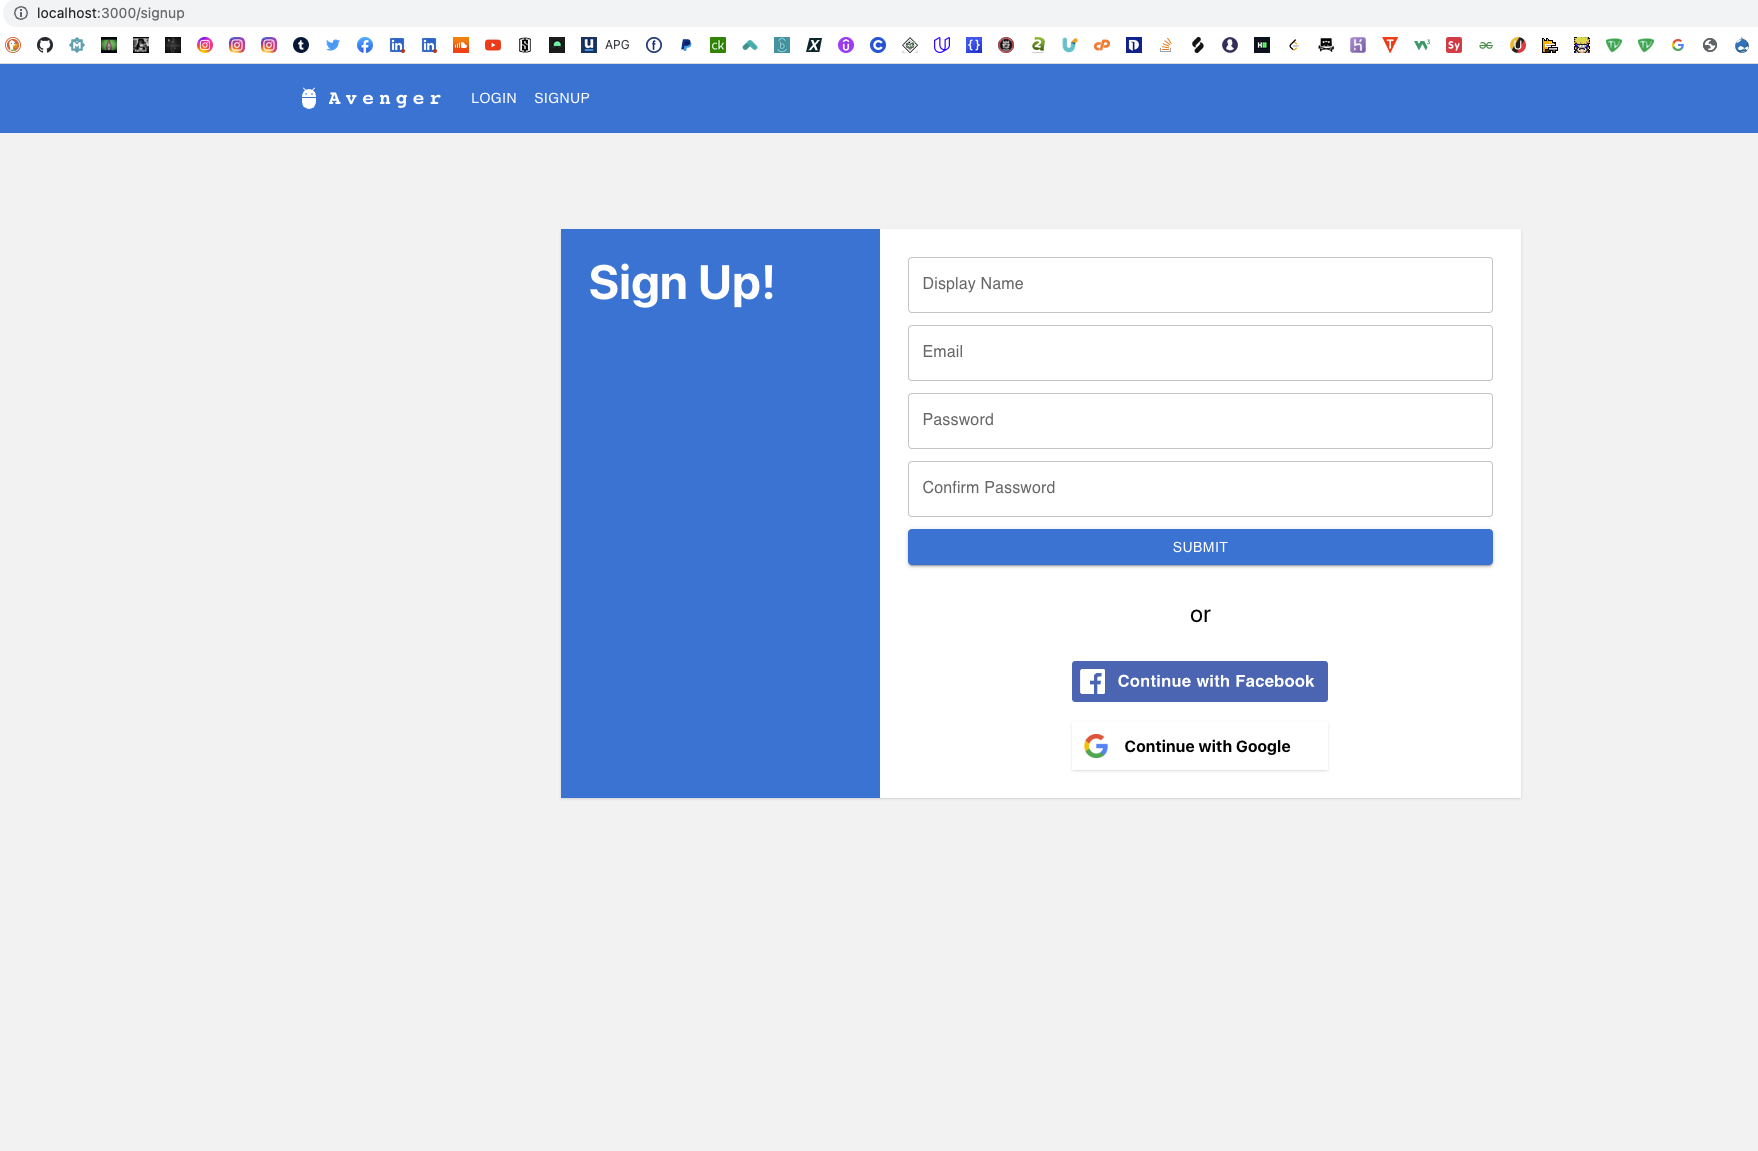 localhost:3000/signup
APG
Avenger LOGIN SIGNUP
Sign Up!
Display Name
Email
Password
Confirm Password
SUBMIT
or
Continue with Facebook
Continue with Google